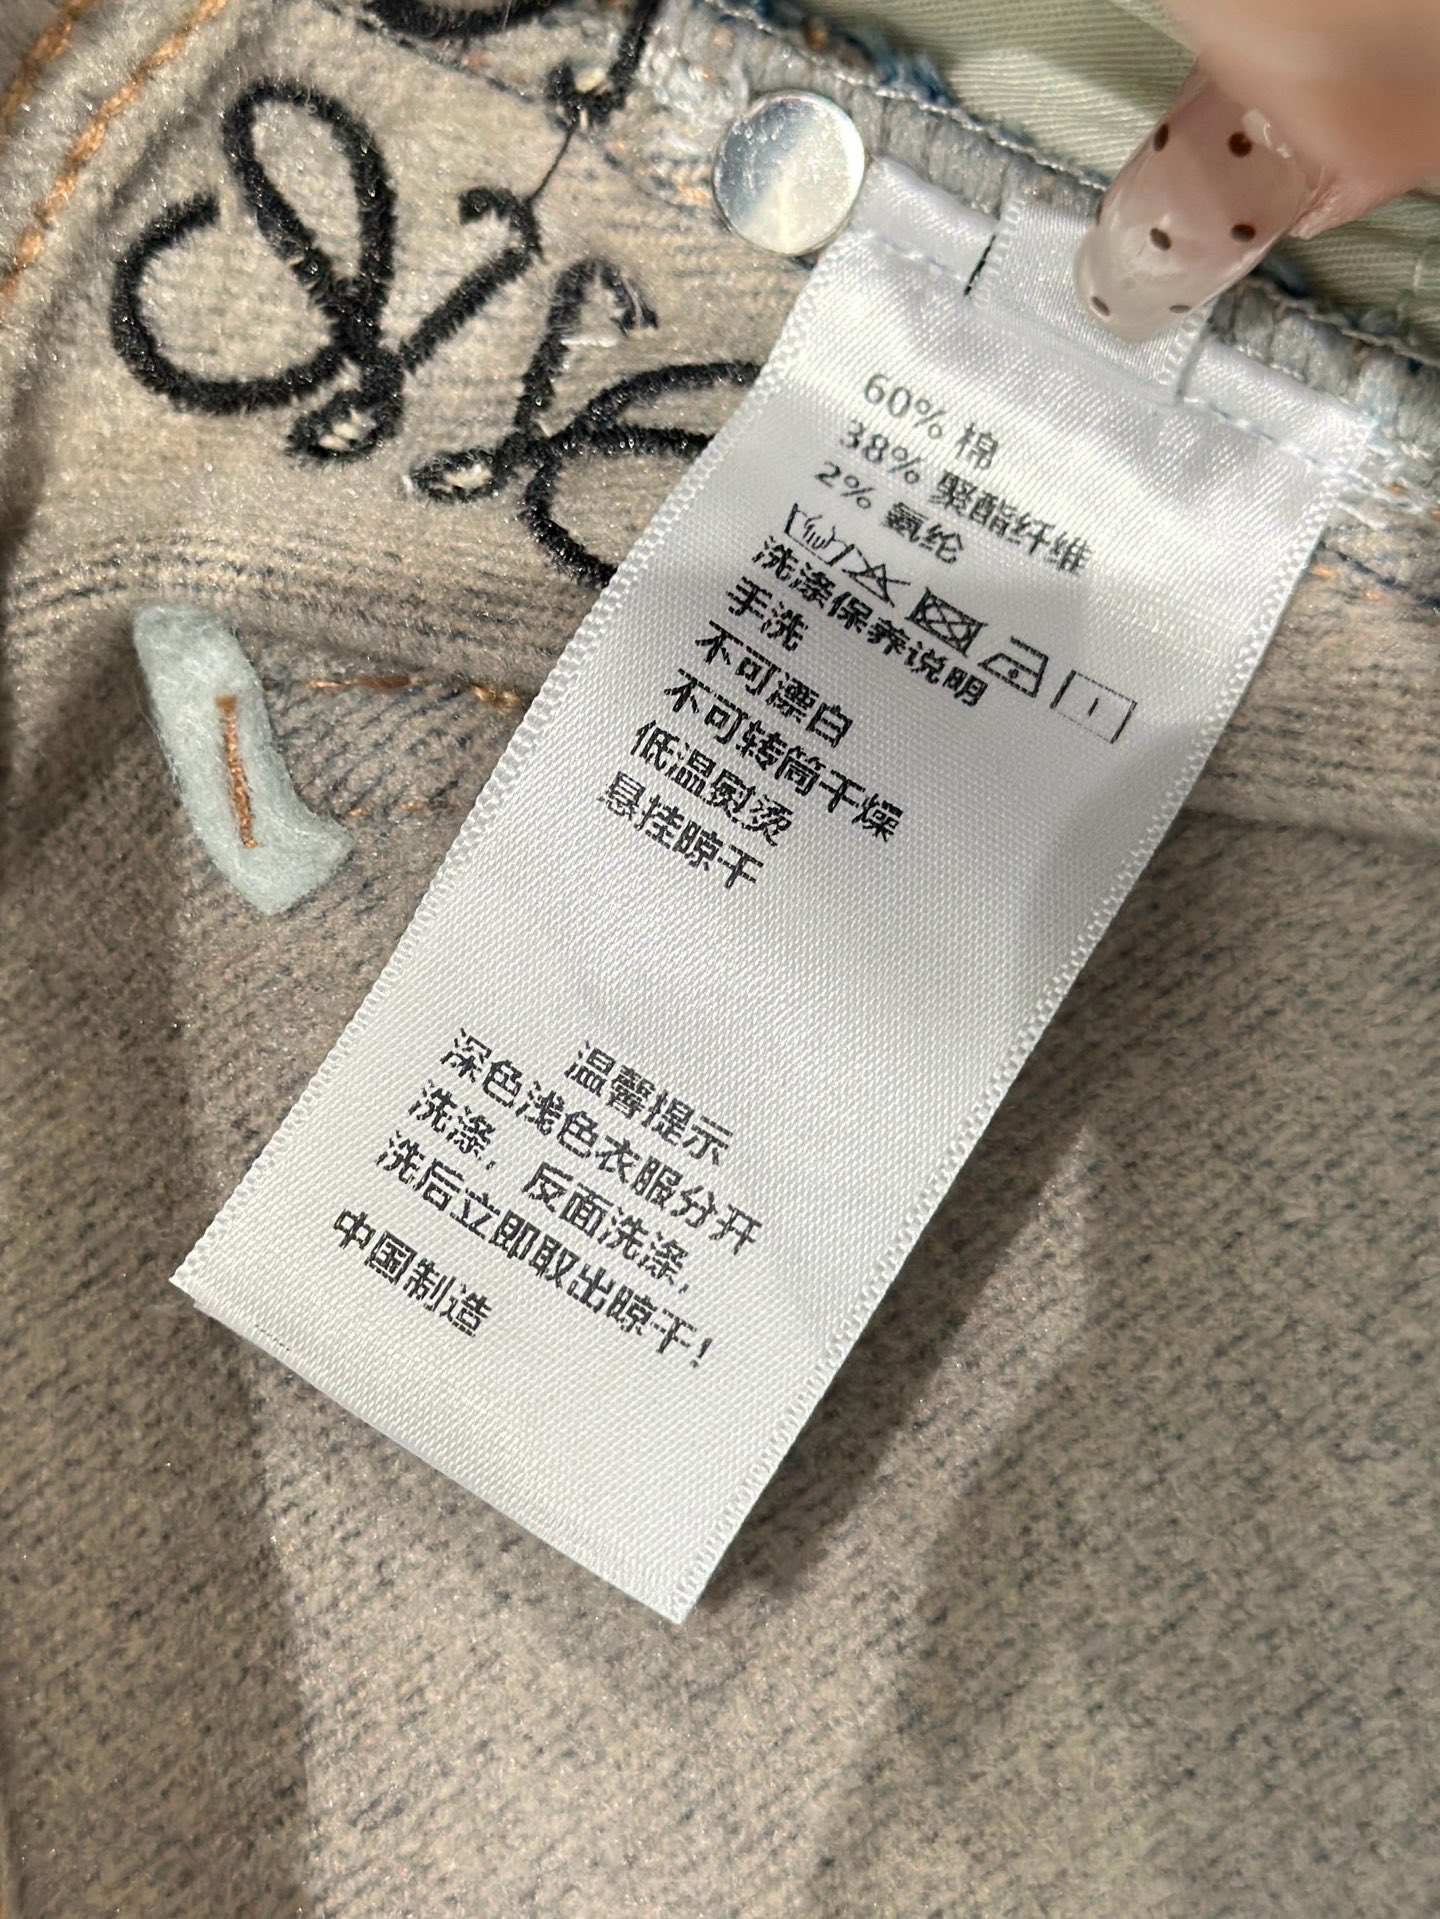 60% 棉
38% 聚酯纤维
2% 氨纶
洗涤保养说明
手洗
不可漂白
不可转筒干燥
低温熨烫
悬挂晾干
温馨提示
深色浅色衣服分开
洗涤，反面洗涤，
洗后立即取出晾干！
中国制造